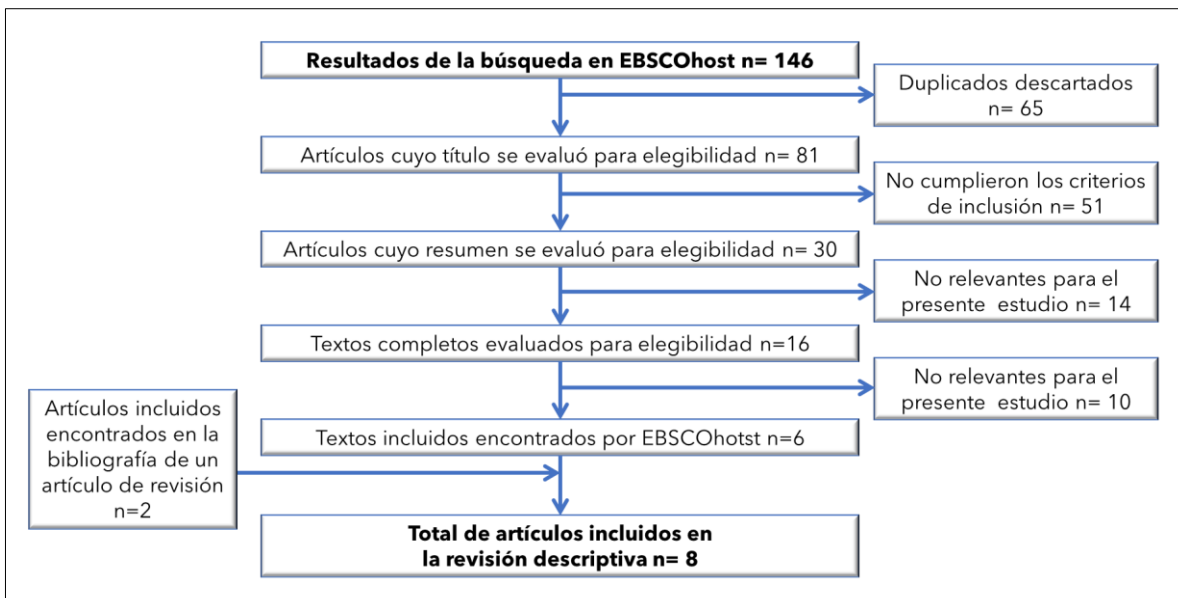 Resultados de la búsqueda en EBSCOhost n= 146
Duplicados descartados
n= 65
Artículos cuyo título se evaluó para elegibilidad n= 81
No cumplieron los criterios
de inclusión n= 51
Artículos cuyo resumen se evaluó para elegibilidad n= 30
No relevantes para el
presente estudio n= 14
Textos completos evaluados para elegibilidad n=16
No relevantes para el
presente estudio n= 10
Artículos incluidos
encontrados en la
bibliografía de un
artículo de revisión
n=2
Textos incluidos encontrados por EBSCOhotst n=6
Total de artículos incluidos en
la revisión descriptiva n= 8